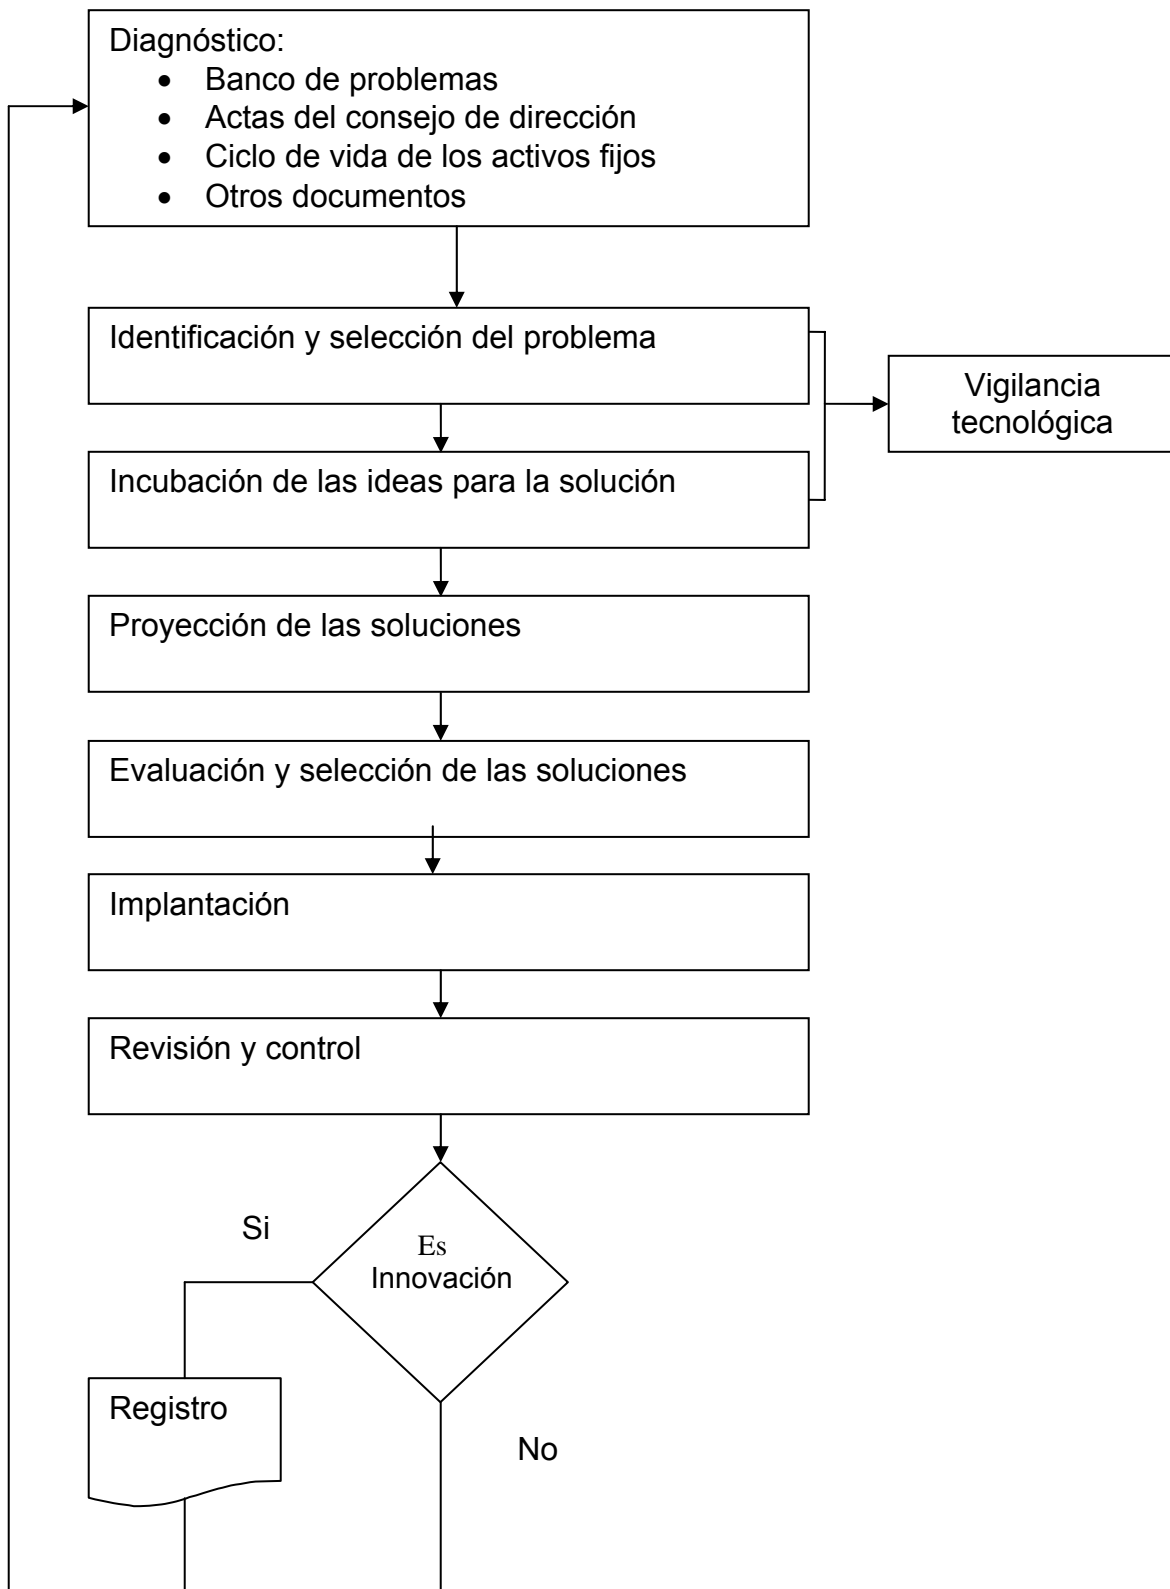 Diagnóstico:
• Banco de problemas
• Actas del consejo de dirección
• Ciclo de vida de los activos fijos
• Otros documentos
Identificación y selección del problema
Vigilancia
tecnológica
Incubación de las ideas para la solución
Proyección de las soluciones
Evaluación y selección de las soluciones
Implantación
Revisión y control
Si
Es
Innovación
Registro
No